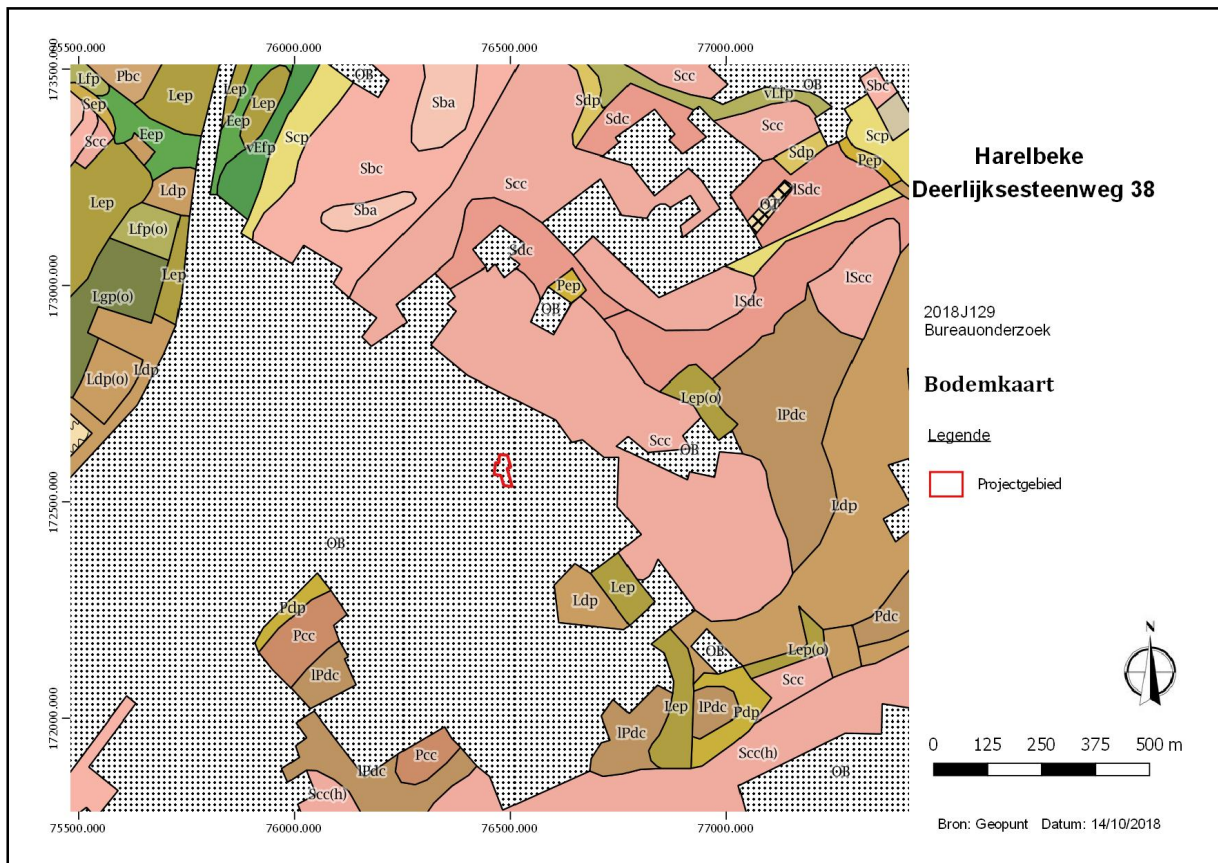 75500.000 76000.000 76500.000 77000.000
173500.000
173000.000
172500.000
172000.000
75500.000 76000.000 76500.000 77000.000
Lfp Pbc Lep Lep Lep OB Scc OB Sbc
Sep Eep Eep Sba Sdp vLfp
Scc vEfp Scp Sdc Scc Scp
Sdp Pep
Sbc Scc
Lep Ldp OT lSdc
Sba
Lfp(o)
Lep Sdc
Pep lSdc lScc
Lgp(o) OB
Ldp(o) Ldp
Lep(o) lPdc
Scc OB
Ldp
OB
Lep
Ldp
Pdp Pdc
Pcc OB Lep(o)
lPdc Scc
Lep lPdc Pdp
lPdc
Pcc Scc(h)
lPdc OB
Scc(h)
Harelbeke
Deerlijksesteenweg 38
2018J129
Bureauonderzoek
Bodemkaart
Legende
Projectgebied
N
0 125 250 375 500 m
Bron: Geopunt Datum: 14/10/2018